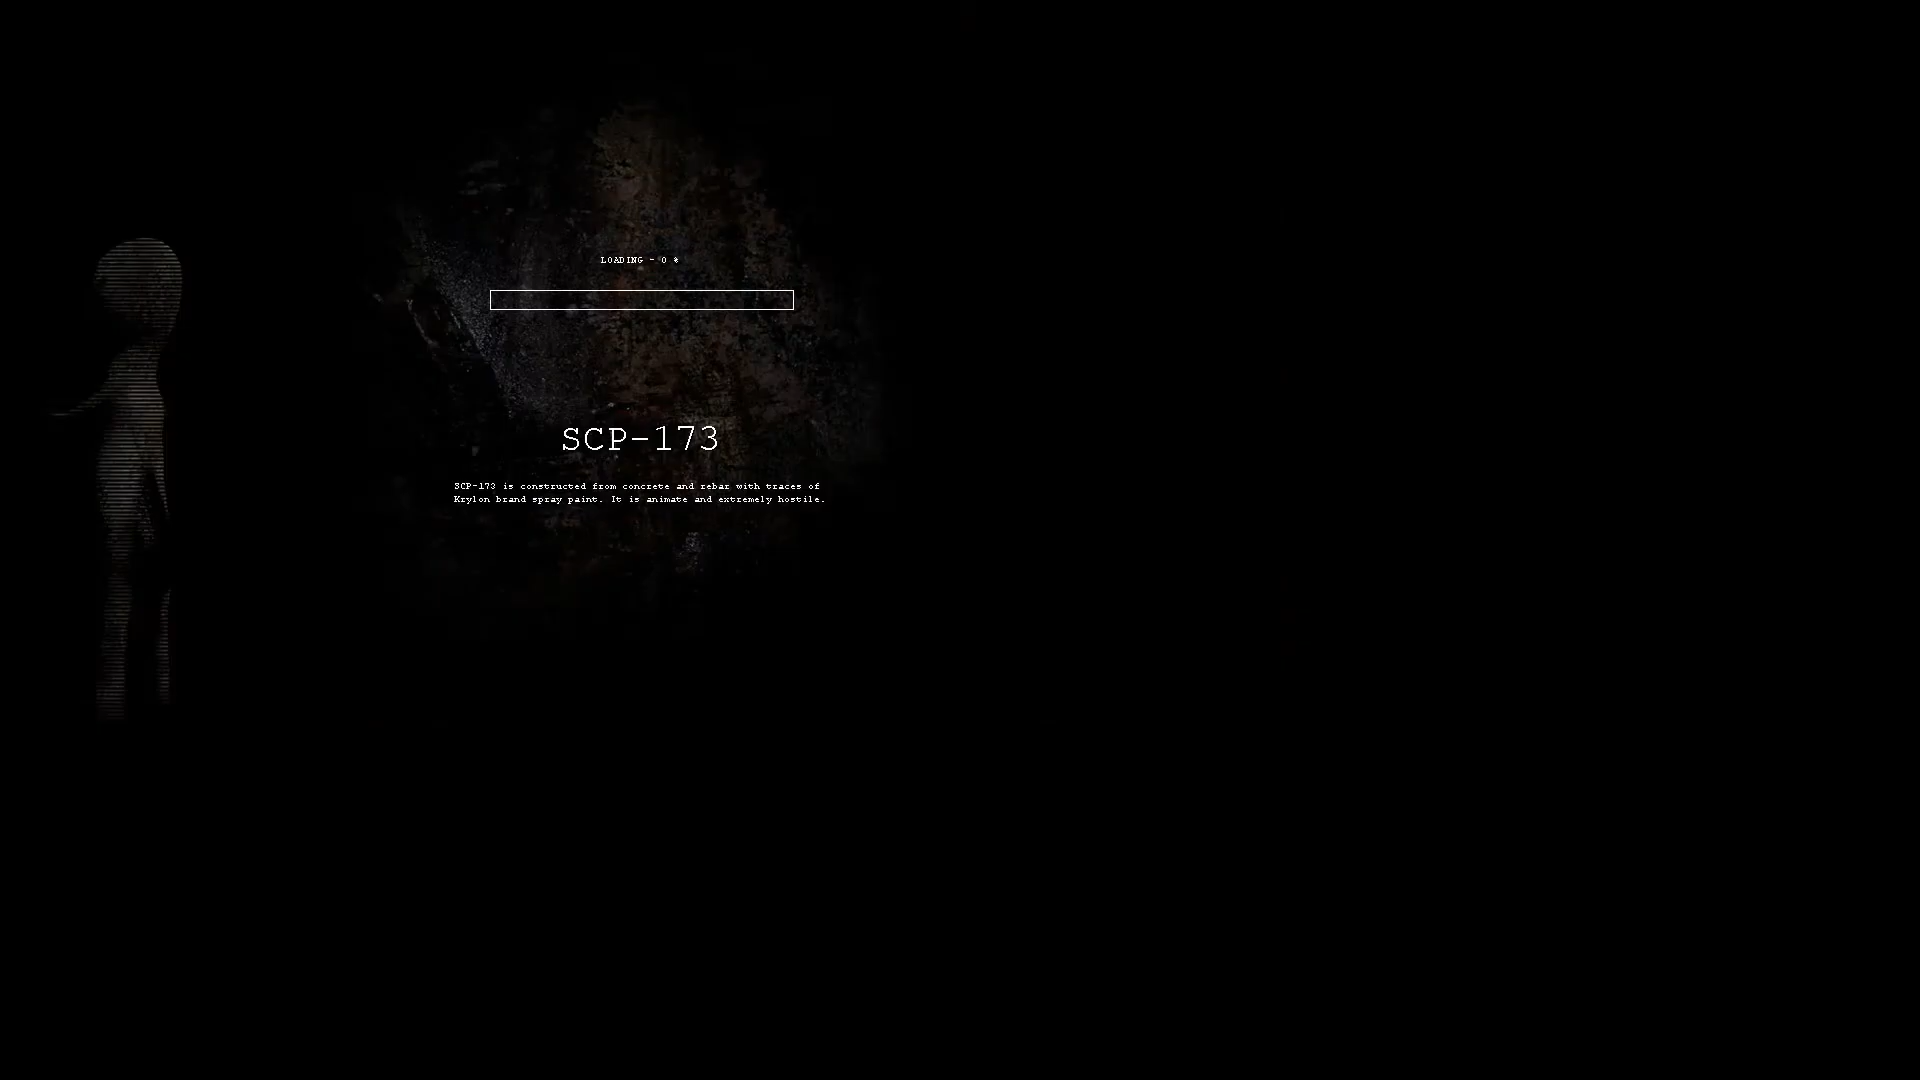 LOADING - 0 %
SCP-173
SCP-173 is constructed from concrete and rebar with traces of
Krylon brand spray paint. It is animate and extremely hostile.